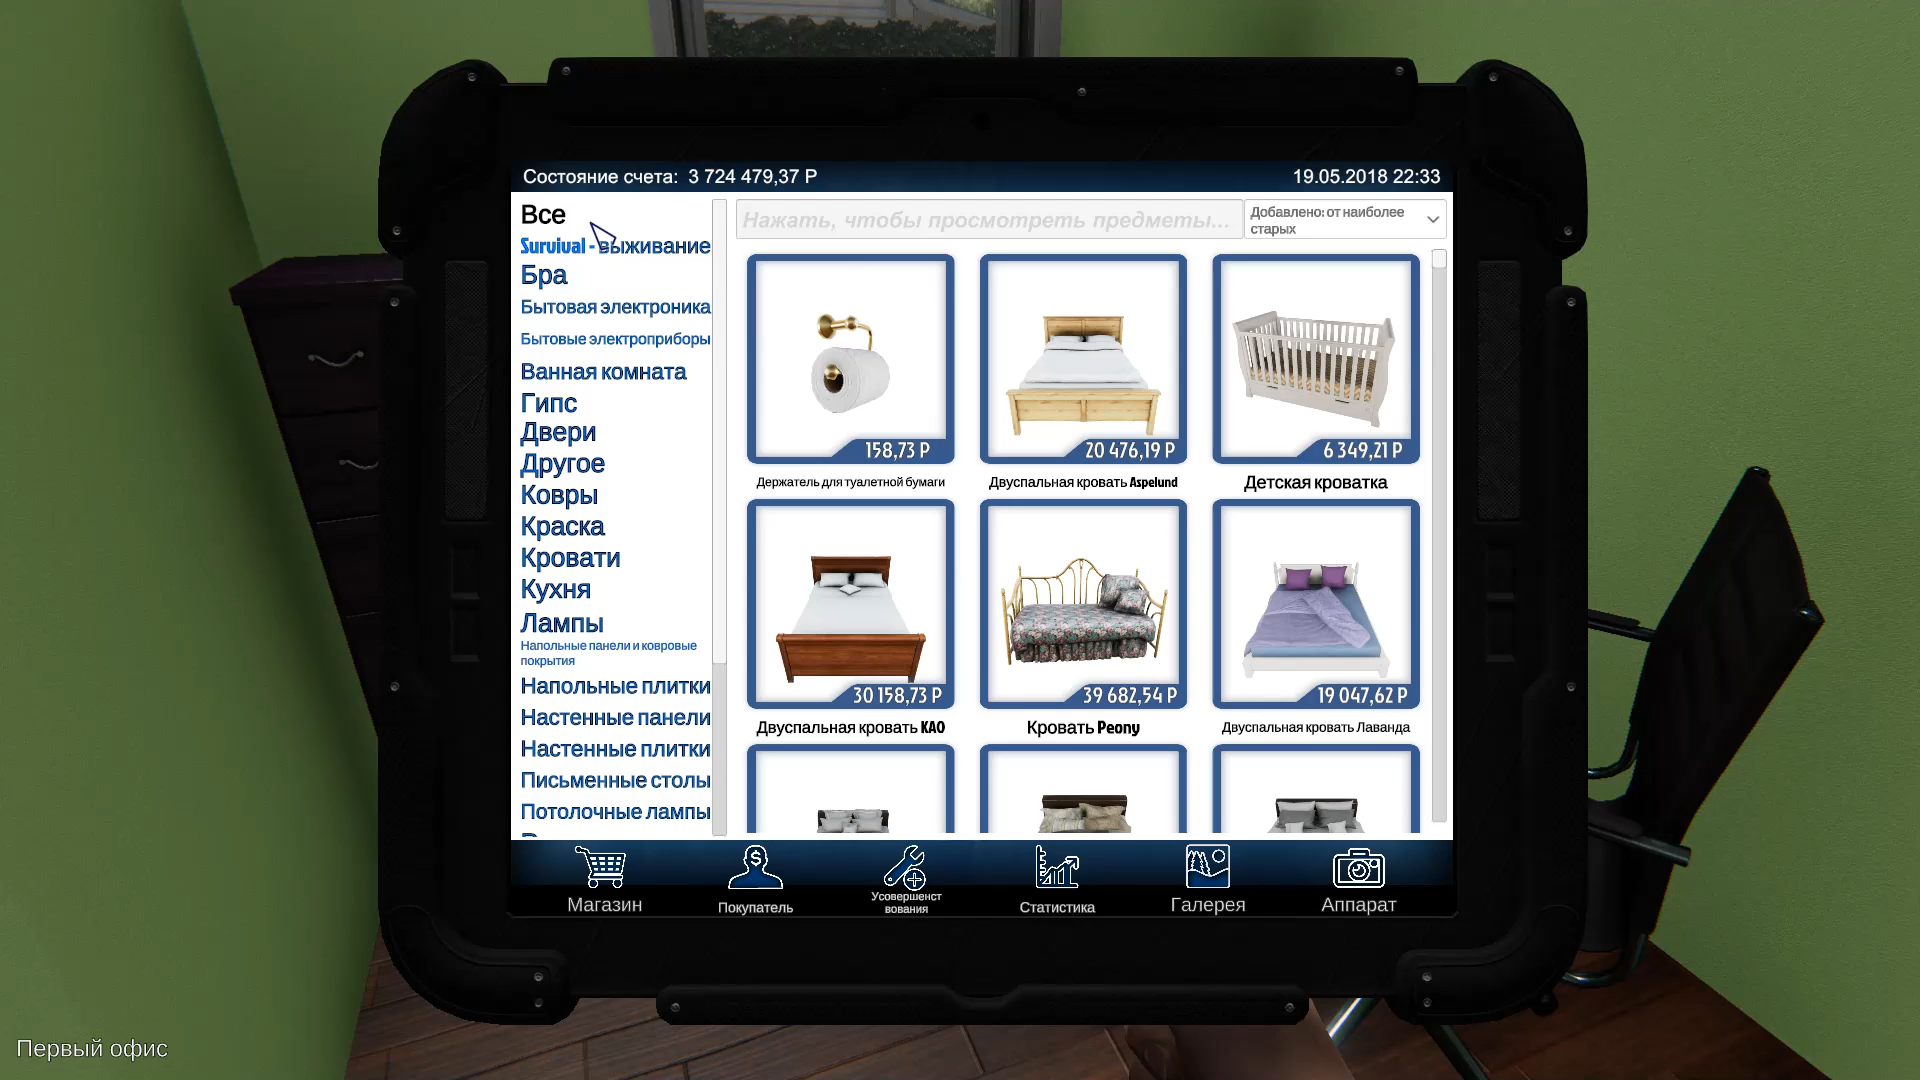 Состояние счета: 3 724 479,37 Р
19.05.2018 22:33
Все
Survival - выживание
Бра
Бытовая электроника
Бытовые электроприборы
Ванная комната
Гипс
Двери
Другое
Ковры
Краска
Кровати
Кухня
Лампы
Напольные панели и ковровые
покрытия
Напольные плитки
Настенные панели
Настенные плитки
Письменные столы
Потолочные лампы
Нажать, чтобы просмотреть предметы...
Добавлено: от наиболее
старых
158,73 Р
20 476,19 Р
6 349,21 Р
Держатель для туалетной бумаги
Двуспальная кровать Aspelund
Детская кроватка
30 158,73 Р
39 682,54 Р
19 047,62 Р
Двуспальная кровать КАО
Кровать Peony
Двуспальная кровать Лаванда
Магазин
Покупатель
Усовершенст
вования
Статистика
Галерея
Аппарат
Первый офис